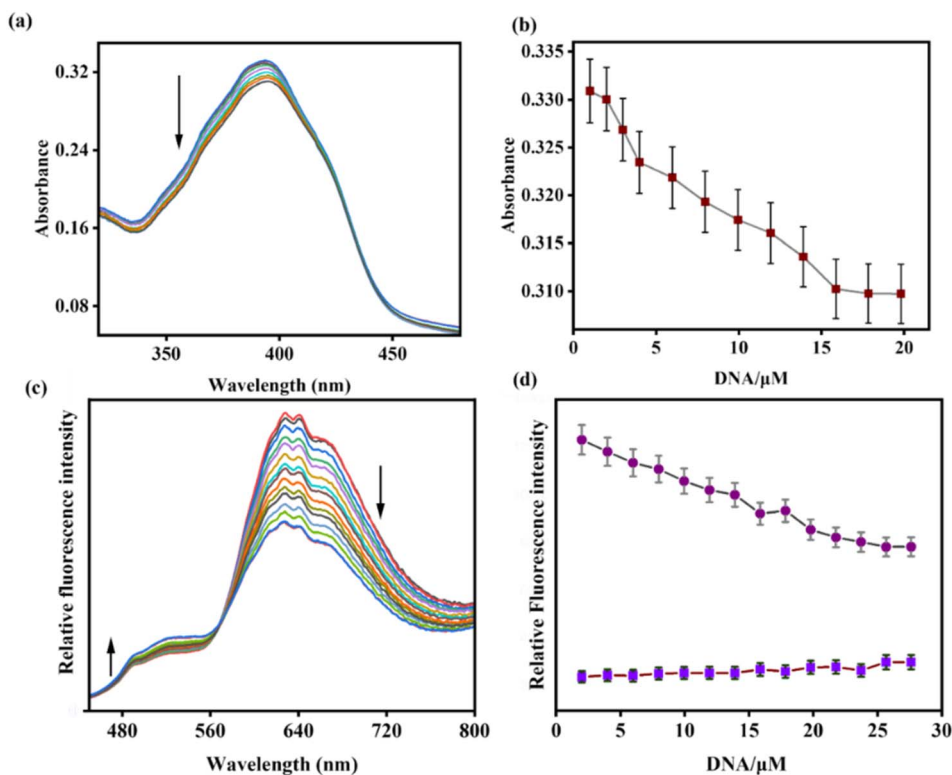 (a)
Absorbance
0.32
0.24
0.16
0.08
350
400
450
Wavelength (nm)
(b)
Absorbance
0.335
0.330
0.325
0.320
0.315
0.310
0
5
10
15
20
DNA/µM
(c)
Relative fluorescence intensity
480
560
640
720
800
Wavelength (nm)
(d)
Relative Fluorescence intensity
0
5
10
15
20
25
30
DNA/µM